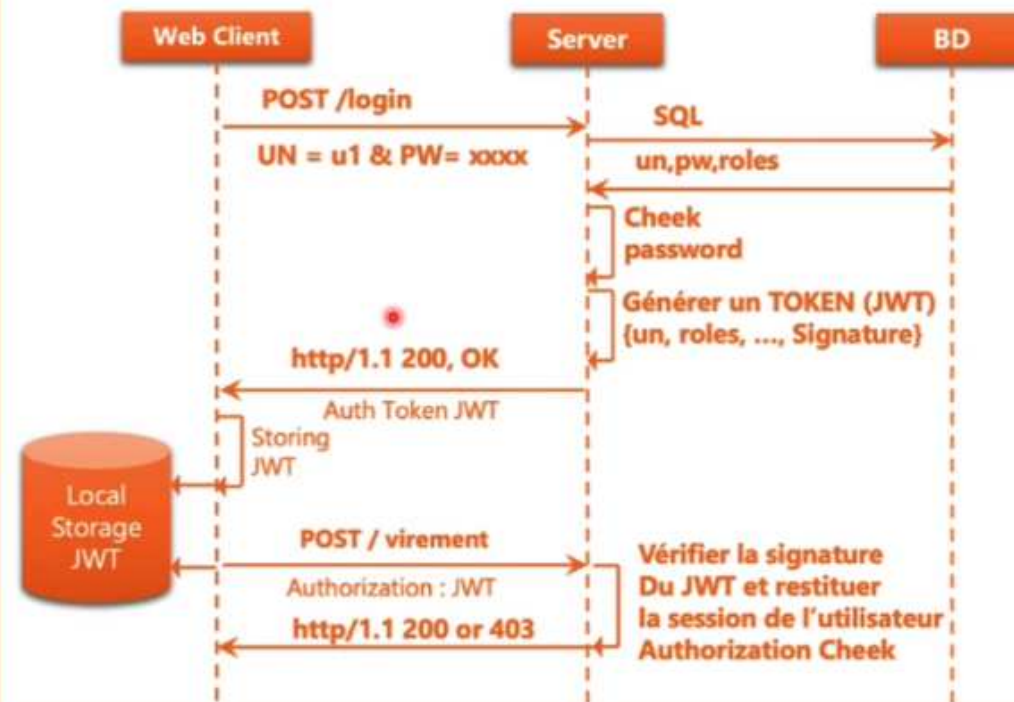 Web Client
Server
BD
POST /login
UN = u1 & PW= xxxx
SQL
un,pw,roles
Cheek
password
Générer un TOKEN (JWT)
{un, roles, ..., Signature}
http/1.1 200, OK
Auth Token JWT
Storing
JWT
Local
Storage
JWT
POST / virement
Authorization : JWT
http/1.1 200 or 403
Vérifier la signature
Du JWT et restituer
la session de l'utilisateur
Authorization Cheek